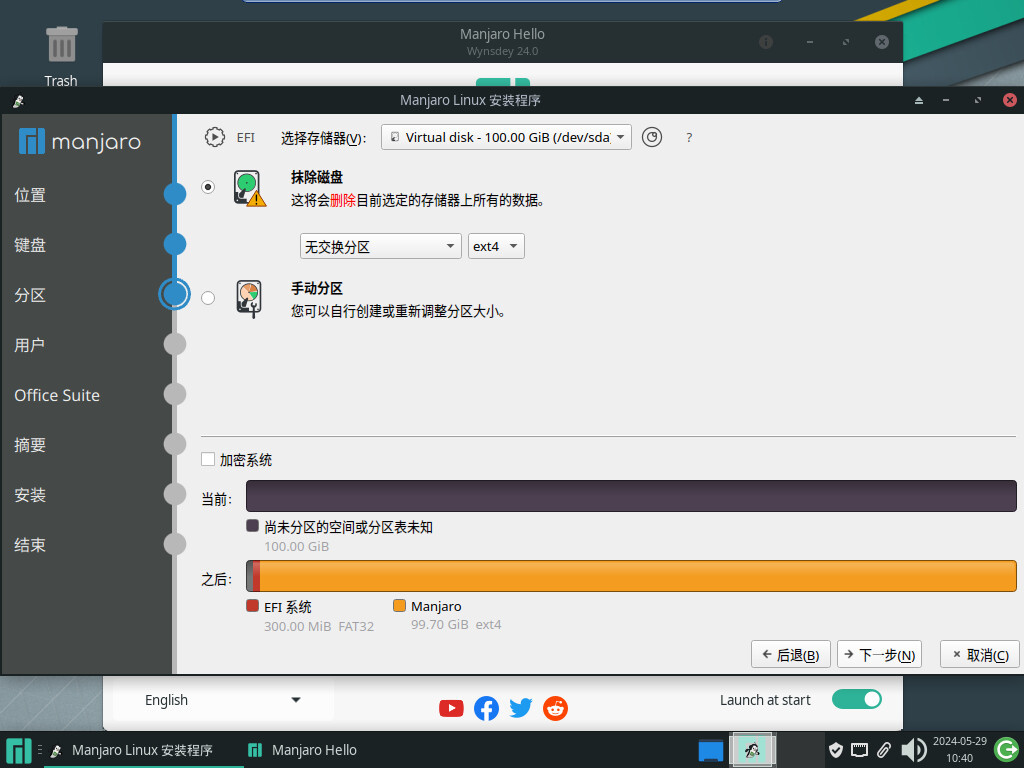 Trash
Manjaro Hello
Wynsdey 24.0
Manjaro Linux 安装程序
manjaro
位置
键盘
分区
用户
Office Suite
摘要
安装
结束
EFI
选择存储器(V):
Virtual disk - 100.00 GiB (/dev/sda
?
抹除磁盘
这将会删除目前选定的存储器上所有的数据。
无交换分区
ext4
手动分区
您可以自行创建或重新调整分区大小。
加密系统
当前:
尚未分区的空间或分区表未知
100.00 GiB
之后:
EFI 系统
300.00 MiB FAT32
Manjaro
99.70 GiB ext4
后退(B)
下一步(N)
取消(C)
English
Launch at start
Manjaro Linux 安装程序
Manjaro Hello
2024-05-29
10:40